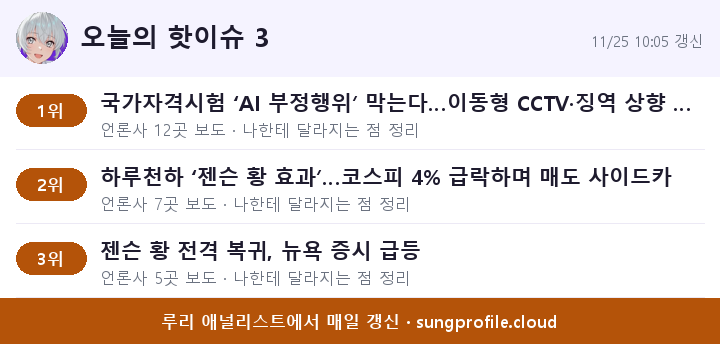 오늘의 핫이슈 3
11/25 10:05 갱신
1위
국가자격시험 ‘AI 부정행위’ 막는다…이동형 CCTV·징역 상향 …
언론사 12곳 보도 · 나한테 달라지는 점 정리
2위
하루천하 ‘젠슨 황 효과’…코스피 4% 급락하며 매도 사이드카
언론사 7곳 보도 · 나한테 달라지는 점 정리
3위
젠슨 황 전격 복귀, 뉴욕 증시 급등
언론사 5곳 보도 · 나한테 달라지는 점 정리
루리 애널리스트에서 매일 갱신 · sungprofile.cloud